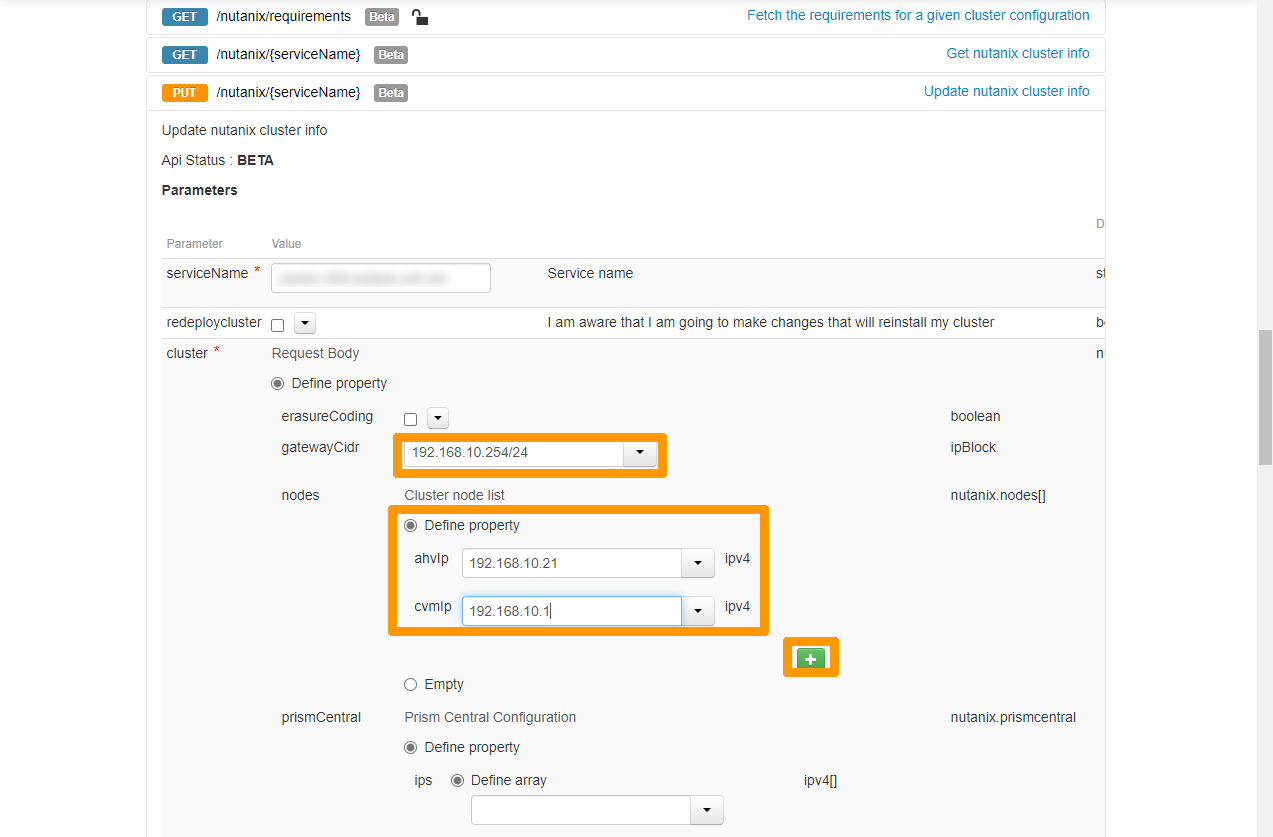 GET /nutanix/requirements Beta Fetch the requirements for a given cluster configuration
GET /nutanix/{serviceName} Beta Get nutanix cluster info
PUT /nutanix/{serviceName} Beta Update nutanix cluster info
Update nutanix cluster info
Api Status : BETA
Parameters
D
Parameter Value
serviceName * Service name st
redeploycluster I am aware that I am going to make changes that will reinstall my cluster
cluster * Request Body
Define property
erasureCoding boolean
gatewayCidr 192.168.10.254/24 ipBlock
nodes Cluster node list nutanix.nodes[]
Define property
ahvIp 192.168.10.21 ipv4
cvmIp 192.168.10.1 ipv4
+
Empty
prismCentral Prism Central Configuration nutanix.prismcentral
Define property
ips Define array ipv4[]